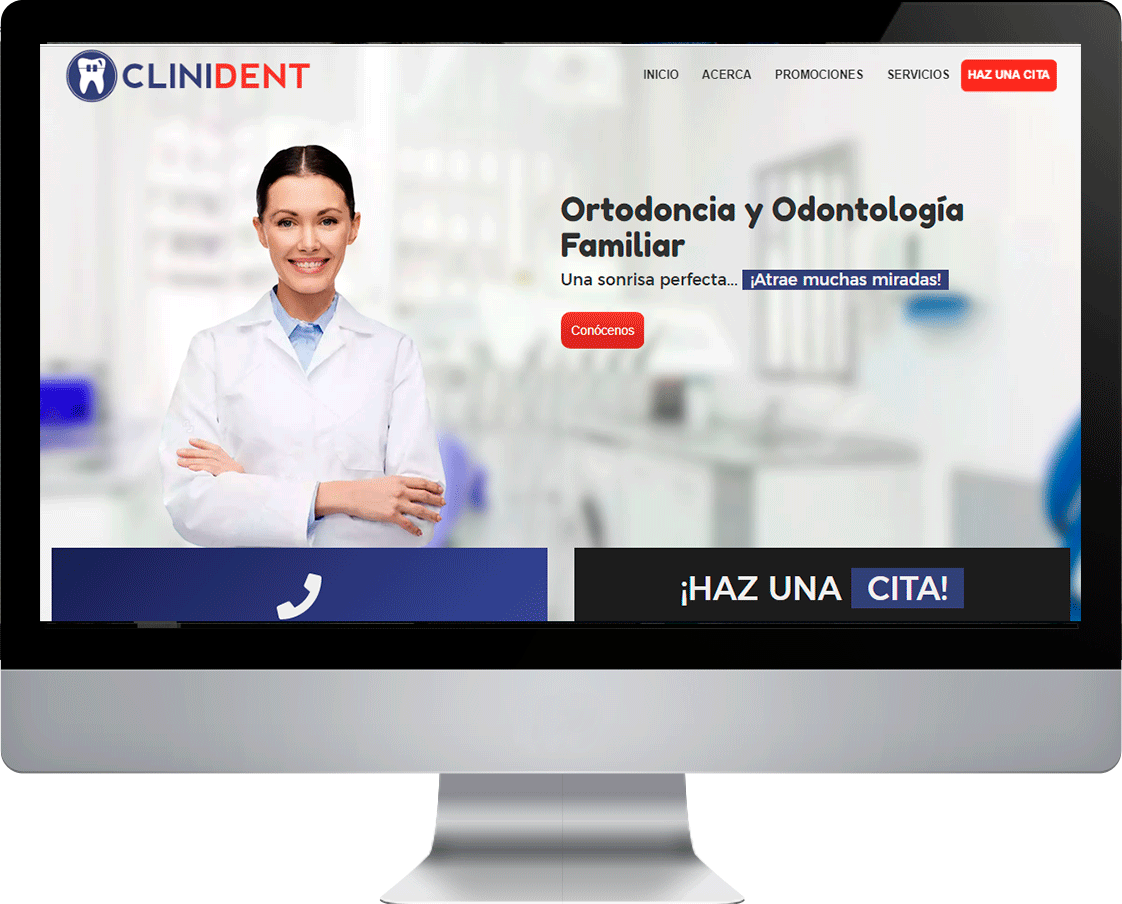 CLINIDENT
INICIO
ACERCA
PROMOCIONES
SERVICIOS
HAZ UNA CITA
Ortodoncia y Odontología
Familiar
Una sonrisa perfecta... ¡Atrae muchas miradas!
Conócenos
¡HAZ UNA CITA!